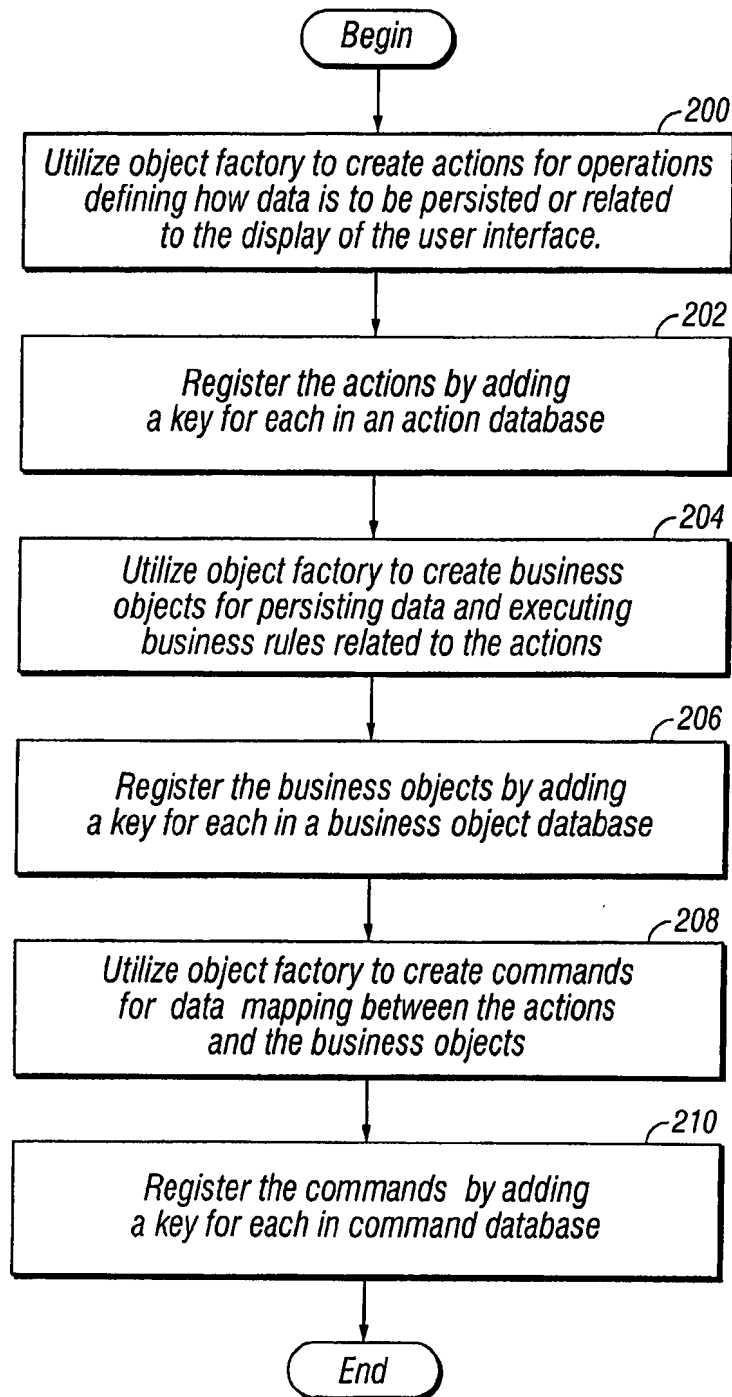 Begin
200
Utilize object factory to create actions for operations
defining how data is to be persisted or related
to the display of the user interface.
202
Register the actions by adding
a key for each in an action database
204
Utilize object factory to create business
objects for persisting data and executing
business rules related to the actions
206
Register the business objects by adding
a key for each in a business object database
208
Utilize object factory to create commands
for data mapping between the actions
and the business objects
210
Register the commands by adding
a key for each in command database
End